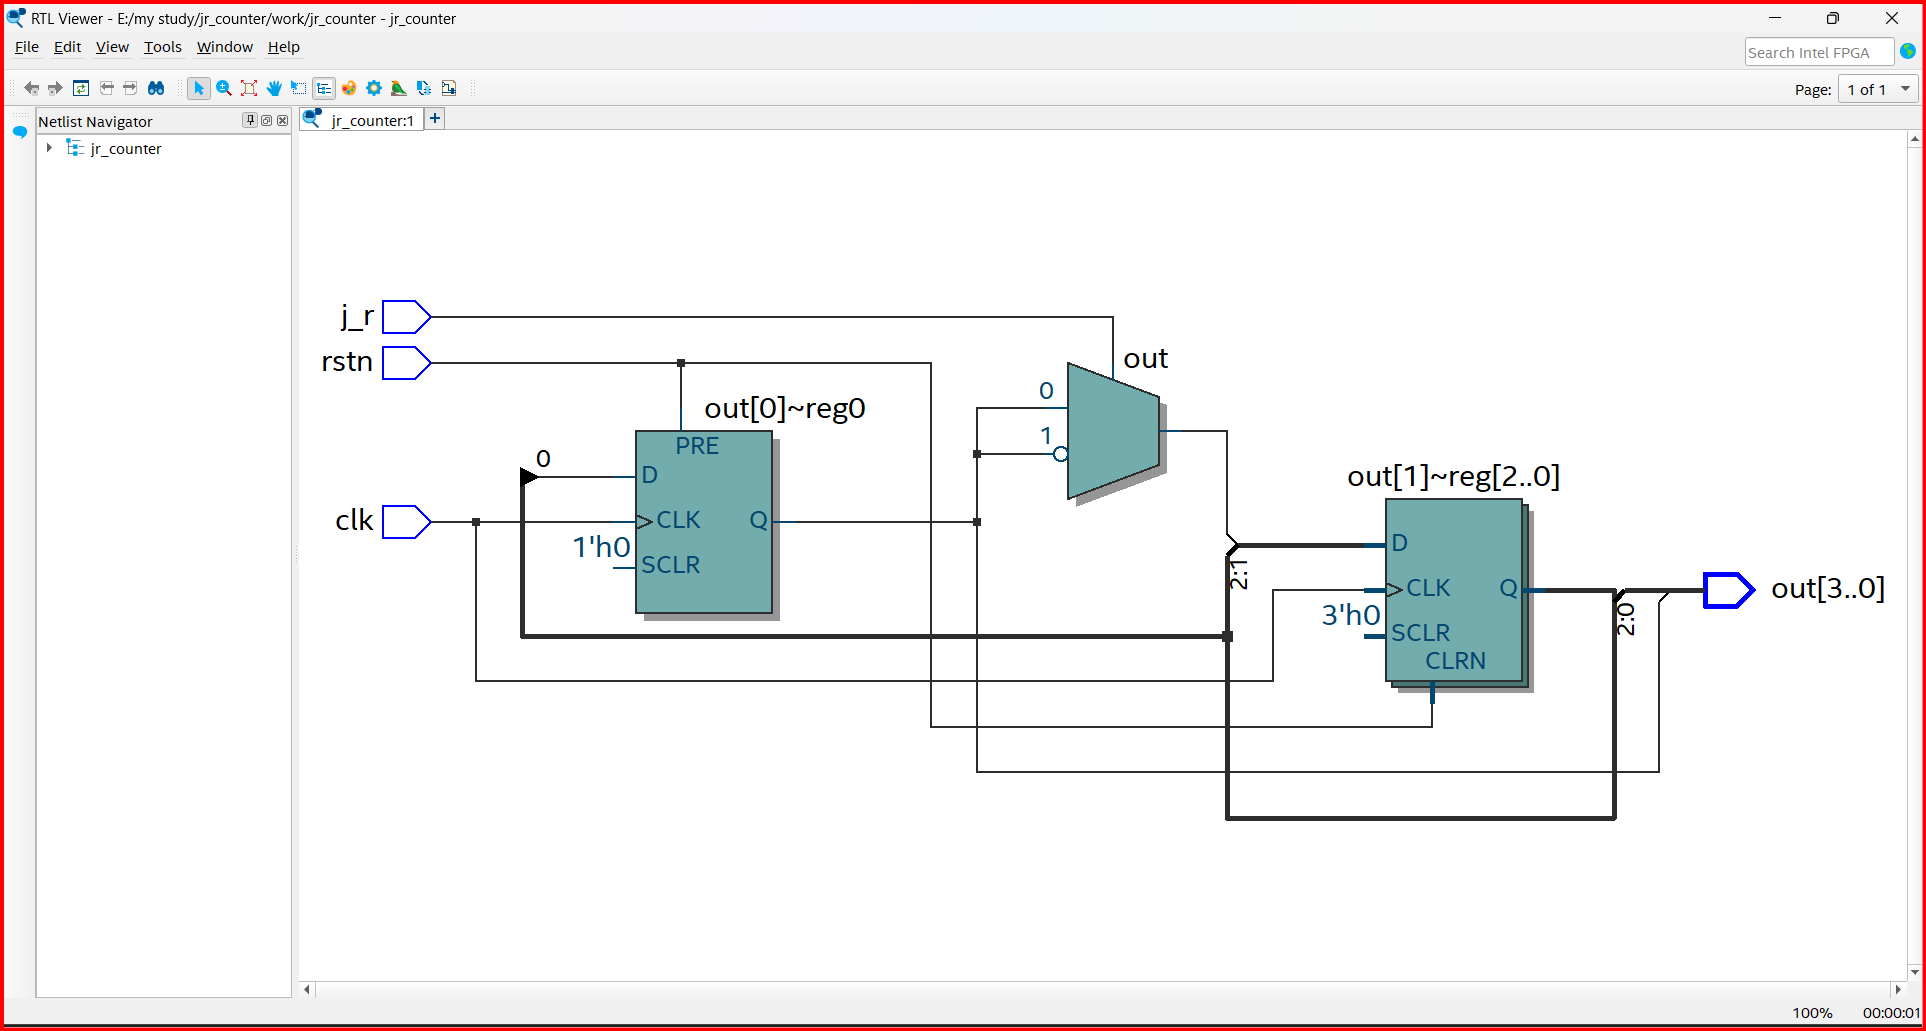 RTL Viewer - E:/my study/jr_counter/work/jr_counter - jr_counter
File Edit View Tools Window Help
Search Intel FPGA
Page: 1 of 1
Netlist Navigator
jr_counter:1
jr_counter
j_r
rstn
out
0
out[0]~reg0
1
PRE
0
D
out[1]~reg[2..0]
clk
CLK
Q
1'h0
SCLR
D
2:1
CLK
Q
out[3..0]
3'h0
2:0
SCLR
CLRN
100% 00:00:01